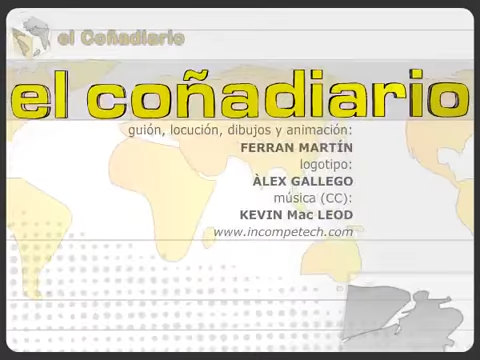 el Coñadiario
el coñadiario
guión, locución, dibujos y animación:
FERRAN MARTÍN
logotipo:
ÀLEX GALLEGO
música (CC):
KEVIN Mac LEOD
www.incompetech.com